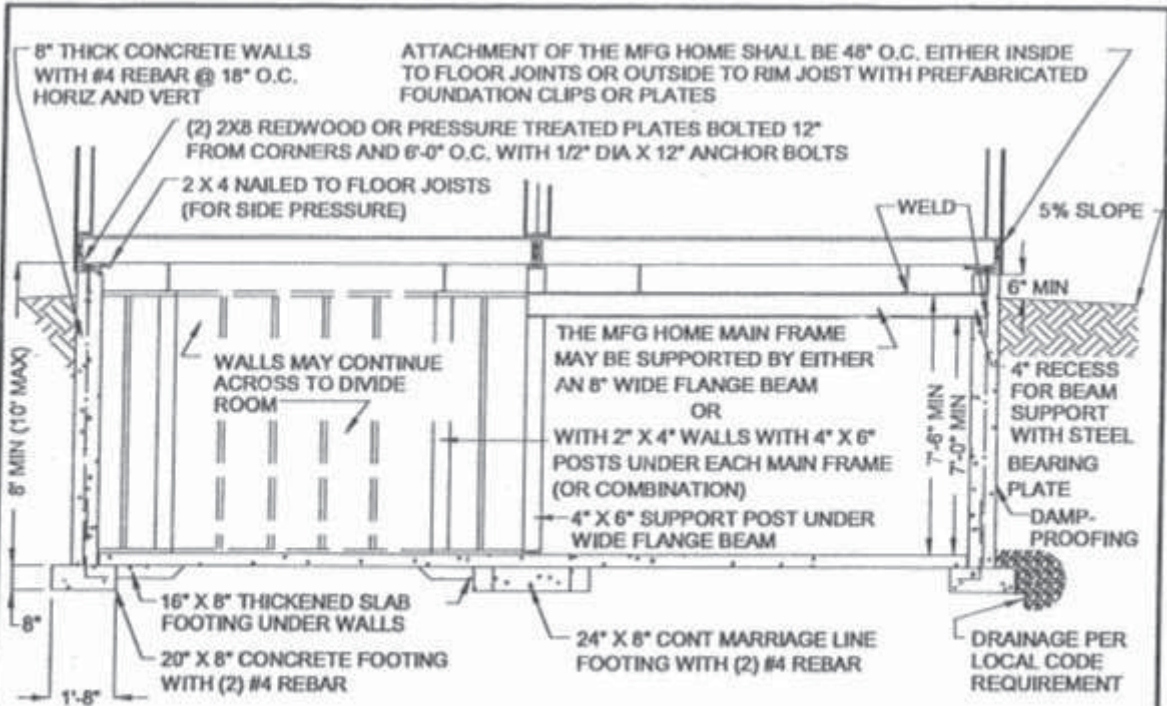 8" THICK CONCRETE WALLS
WITH #4 REBAR @ 18" O.C.
HORIZ AND VERT
ATTACHMENT OF THE MFG HOME SHALL BE 48" O.C. EITHER INSIDE
TO FLOOR JOINTS OR OUTSIDE TO RIM JOIST WITH PREFABRICATED
FOUNDATION CLIPS OR PLATES
(2) 2X8 REDWOOD OR PRESSURE TREATED PLATES BOLTED 12"
FROM CORNERS AND 6'-0" O.C. WITH 1/2" DIA X 12" ANCHOR BOLTS
2 X 4 NAILED TO FLOOR JOISTS
(FOR SIDE PRESSURE)
WELD
5% SLOPE
6" MIN
8' MIN (10' MAX)
WALLS MAY CONTINUE
ACROSS TO DIVIDE
ROOM
THE MFG HOME MAIN FRAME
MAY BE SUPPORTED BY EITHER
AN 8" WIDE FLANGE BEAM
OR
WITH 2" X 4" WALLS WITH 4" X 6"
POSTS UNDER EACH MAIN FRAME
(OR COMBINATION)
4" X 6" SUPPORT POST UNDER
WIDE FLANGE BEAM
7'-6" MIN
7'-0" MIN
4" RECESS
FOR BEAM
SUPPORT
WITH STEEL
BEARING
PLATE
DAMP-
PROOFING
8"
1'-8"
16" X 8" THICKENED SLAB
FOOTING UNDER WALLS
20" X 8" CONCRETE FOOTING
WITH (2) #4 REBAR
24" X 8" CONT MARRIAGE LINE
FOOTING WITH (2) #4 REBAR
DRAINAGE PER
LOCAL CODE
REQUIREMENT